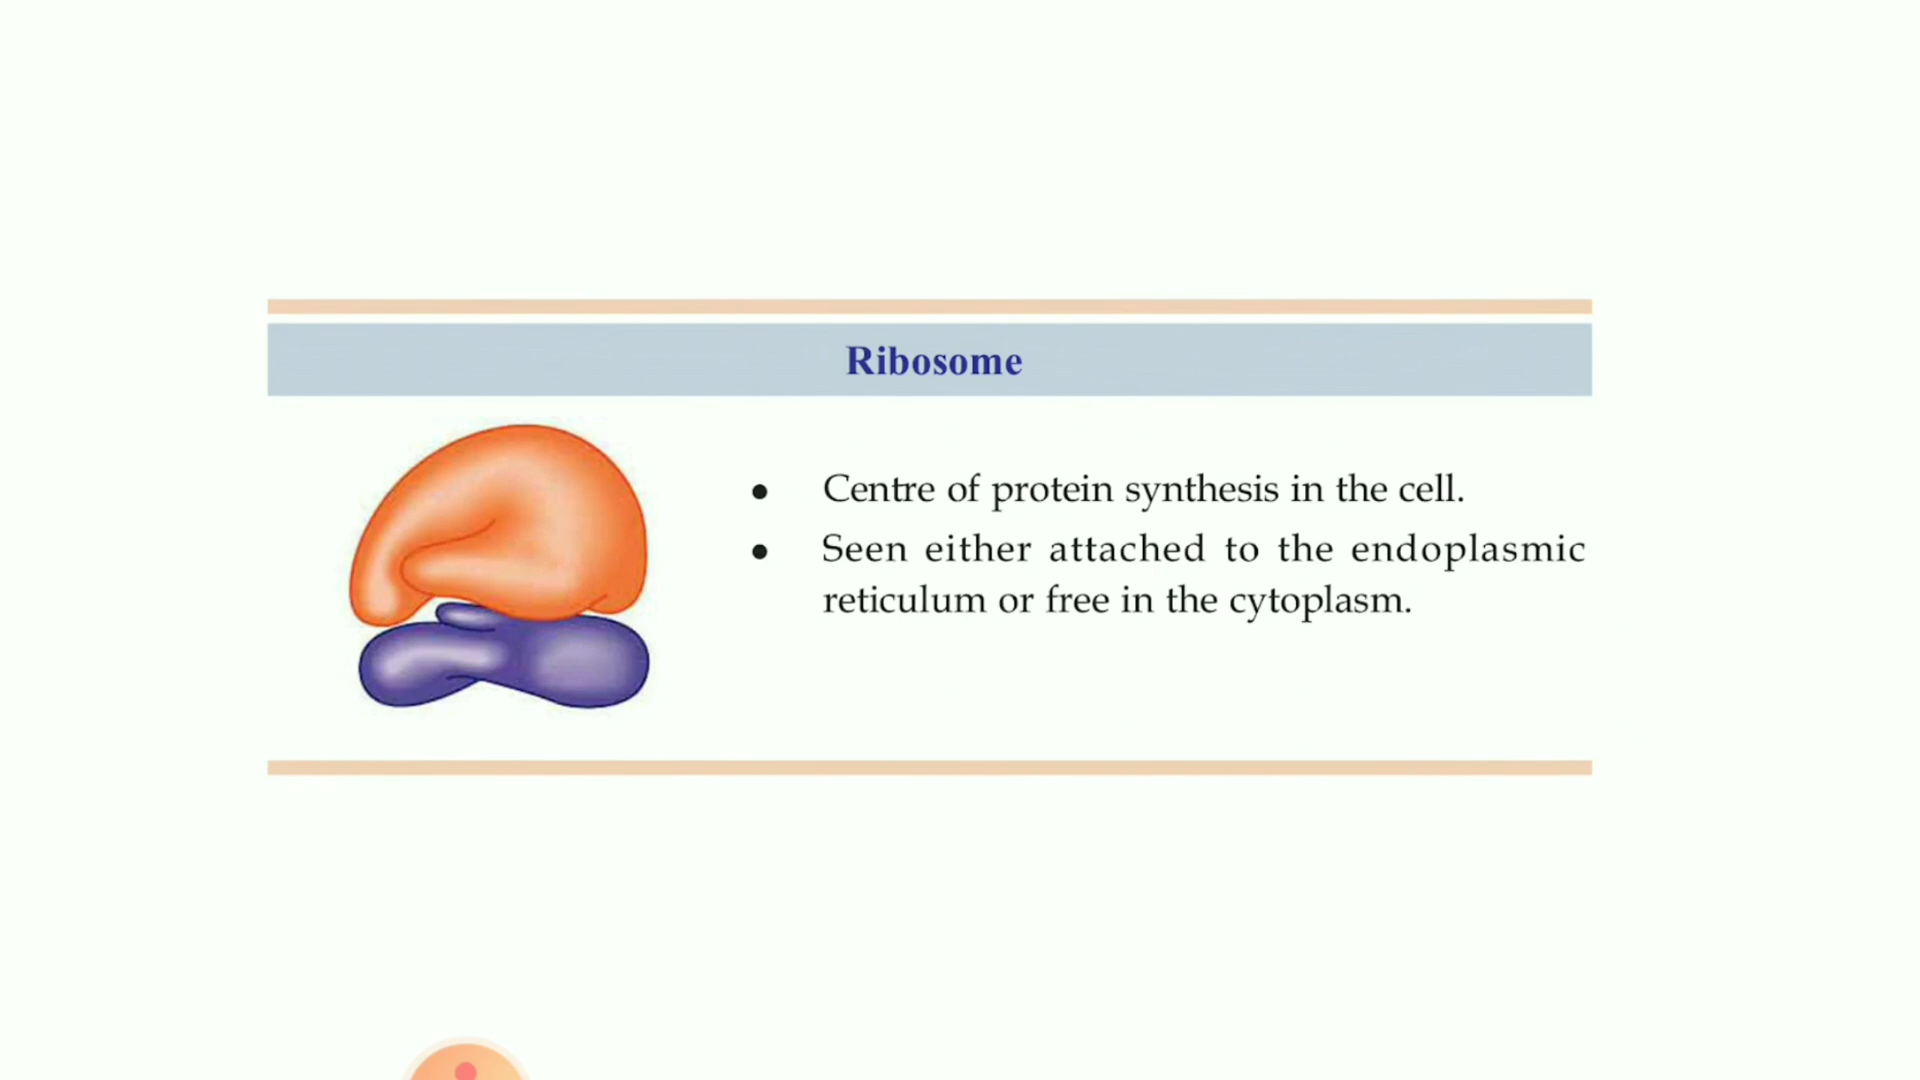 Ribosome
● Centre of protein synthesis in the cell.
● Seen either attached to the endoplasmic
reticulum or free in the cytoplasm.